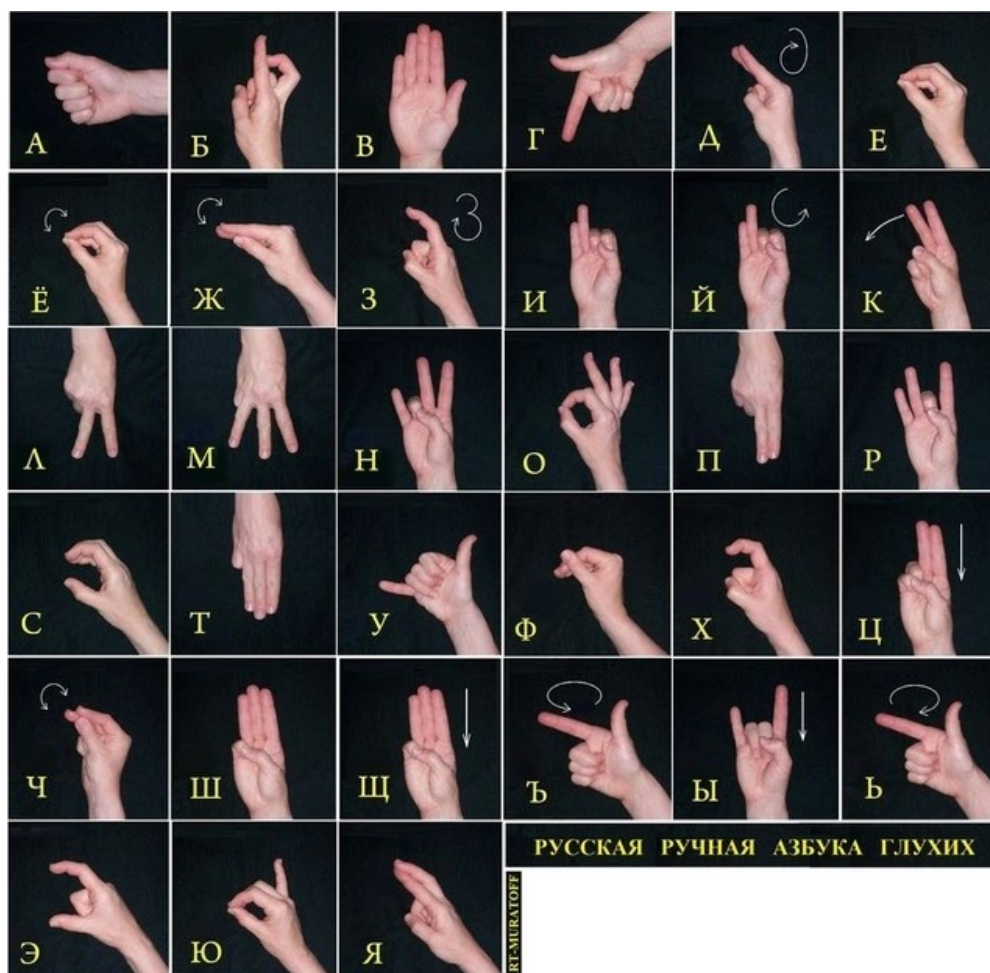 А Б В Г Д Е
Ё Ж З И Й К
Л М Н О П Р
С Т У Ф Х Ц
Ч Ш Щ Ъ Ы Ь
РУССКАЯ РУЧНАЯ АЗБУКА ГЛУХИХ
Э Ю Я
RT-MURATOFF